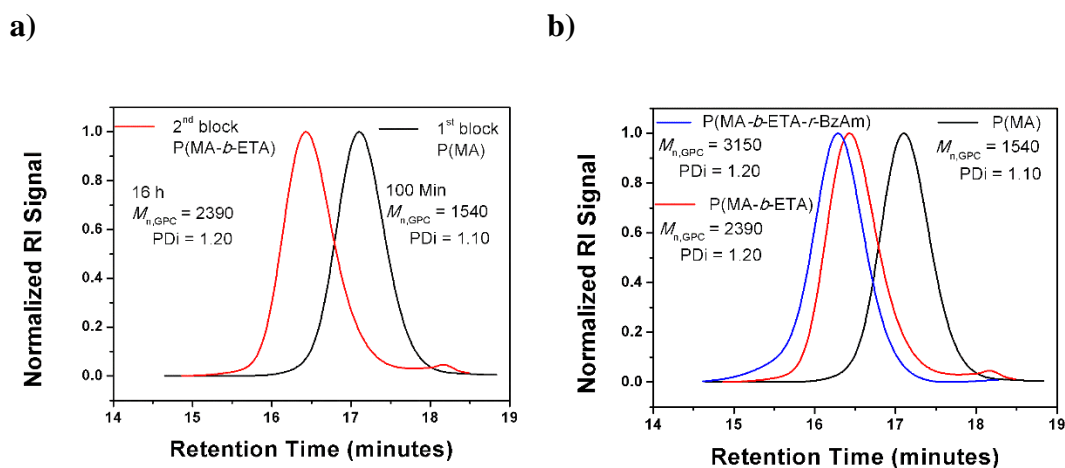 a)
2nd block
P(MA-b-ETA)
1st block
P(MA)
16 h
Mn,GPC = 2390
PDi = 1.20
100 Min
Mn,GPC = 1540
PDi = 1.10
Normalized RI Signal
1.0
0.8
0.6
0.4
0.2
0.0
14 15 16 17 18 19
Retention Time (minutes)
b)
P(MA-b-ETA-r-BzAm)
Mn,GPC = 3150
PDi = 1.20
P(MA-b-ETA)
Mn,GPC = 2390
PDi = 1.20
P(MA)
Mn,GPC = 1540
PDi = 1.10
Normalized RI Signal
1.0
0.8
0.6
0.4
0.2
0.0
14 15 16 17 18 19
Retention Time (minutes)